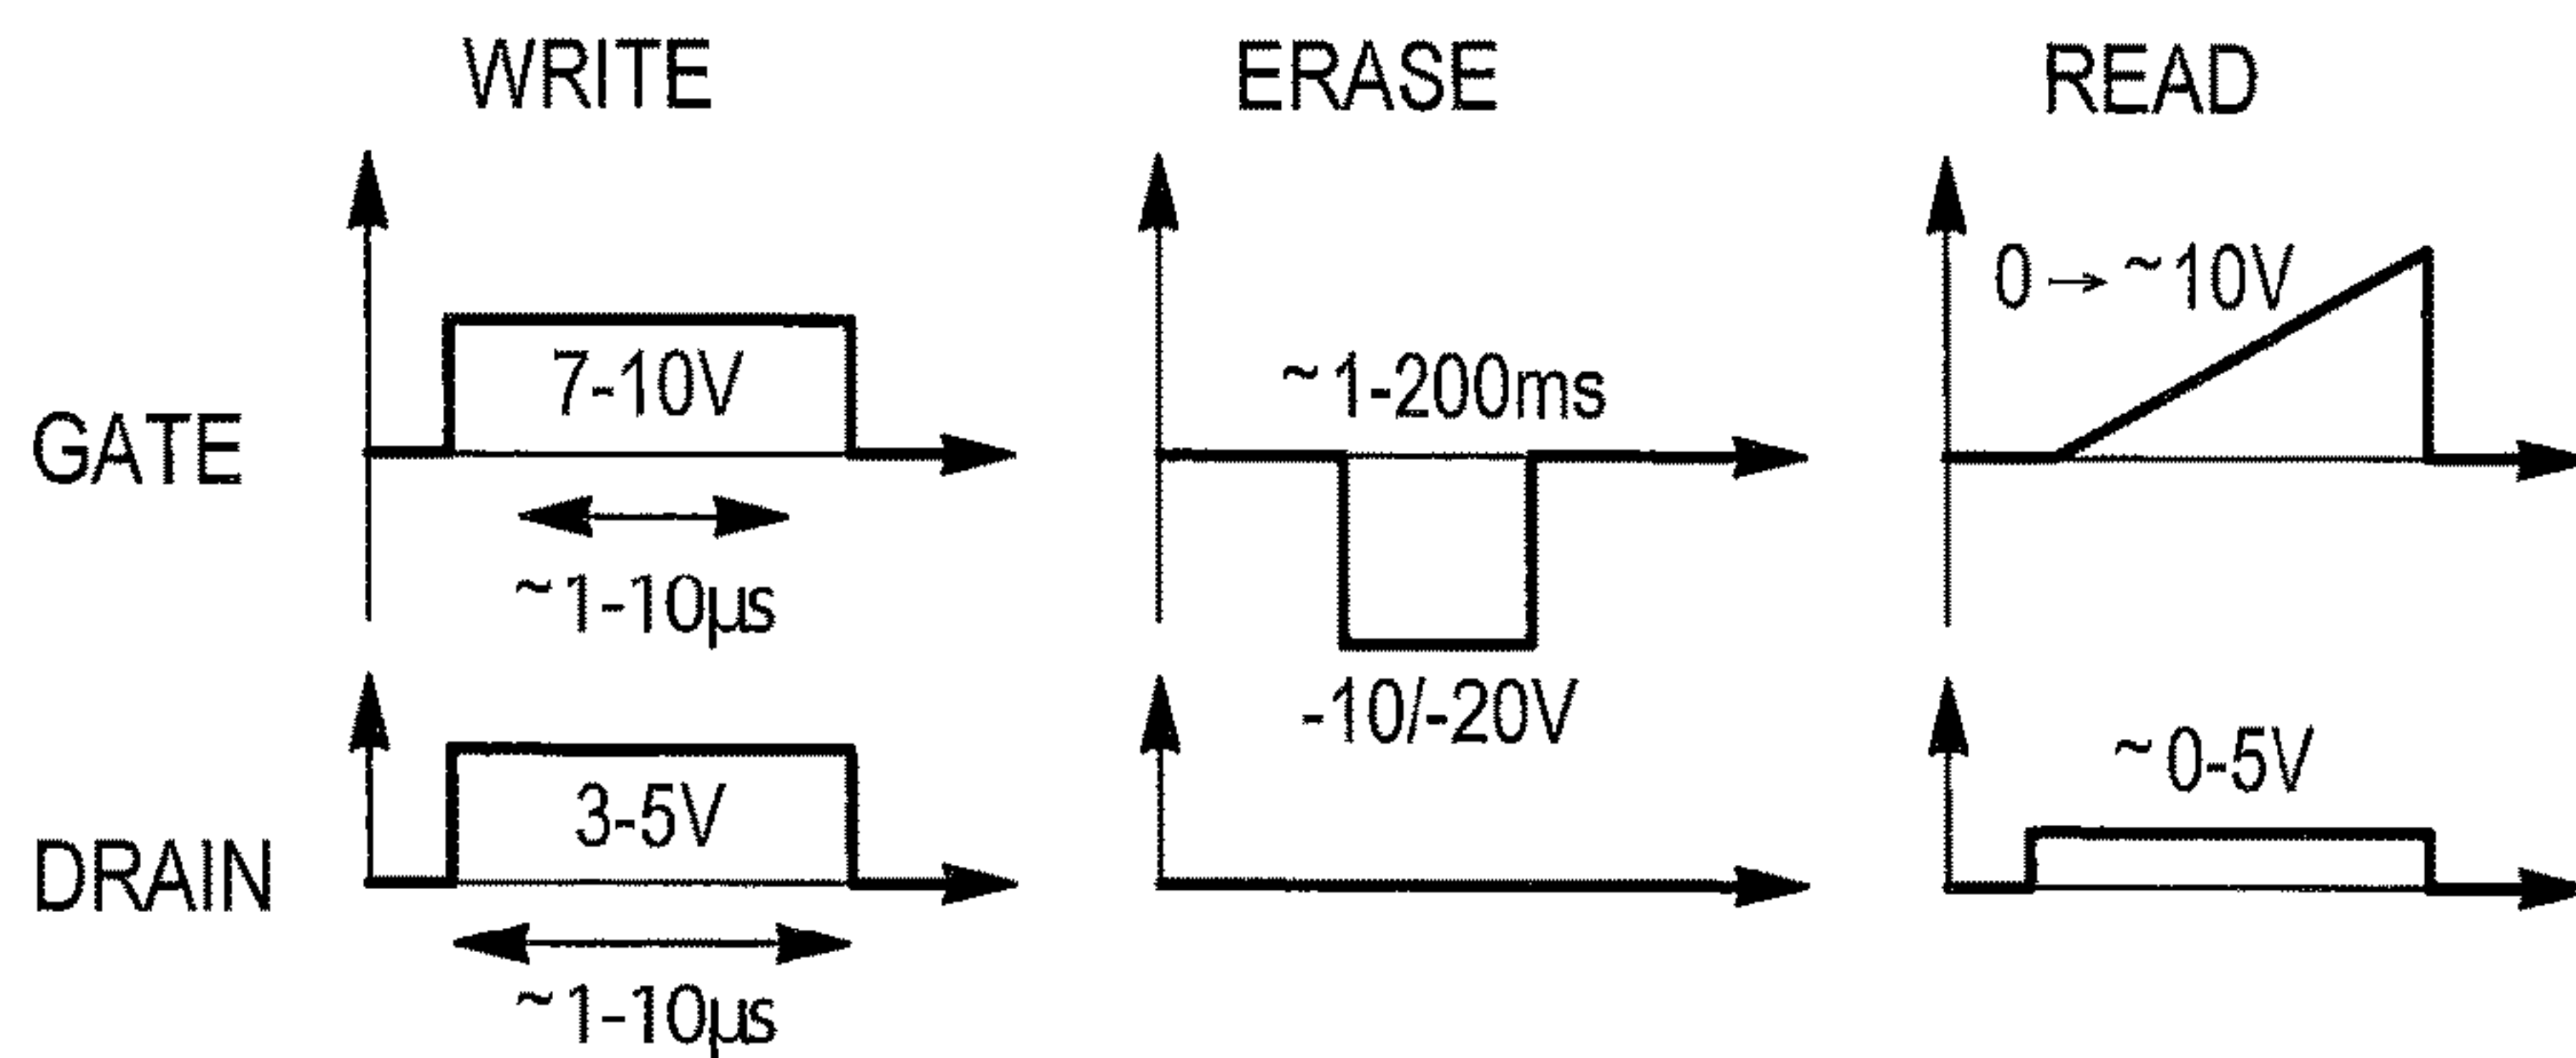 WRITE
ERASE
READ
GATE
7-10V
~1-10µs
~1-200ms
-10/-20V
0 → ~10V
DRAIN
3-5V
~1-10µs
~0-5V